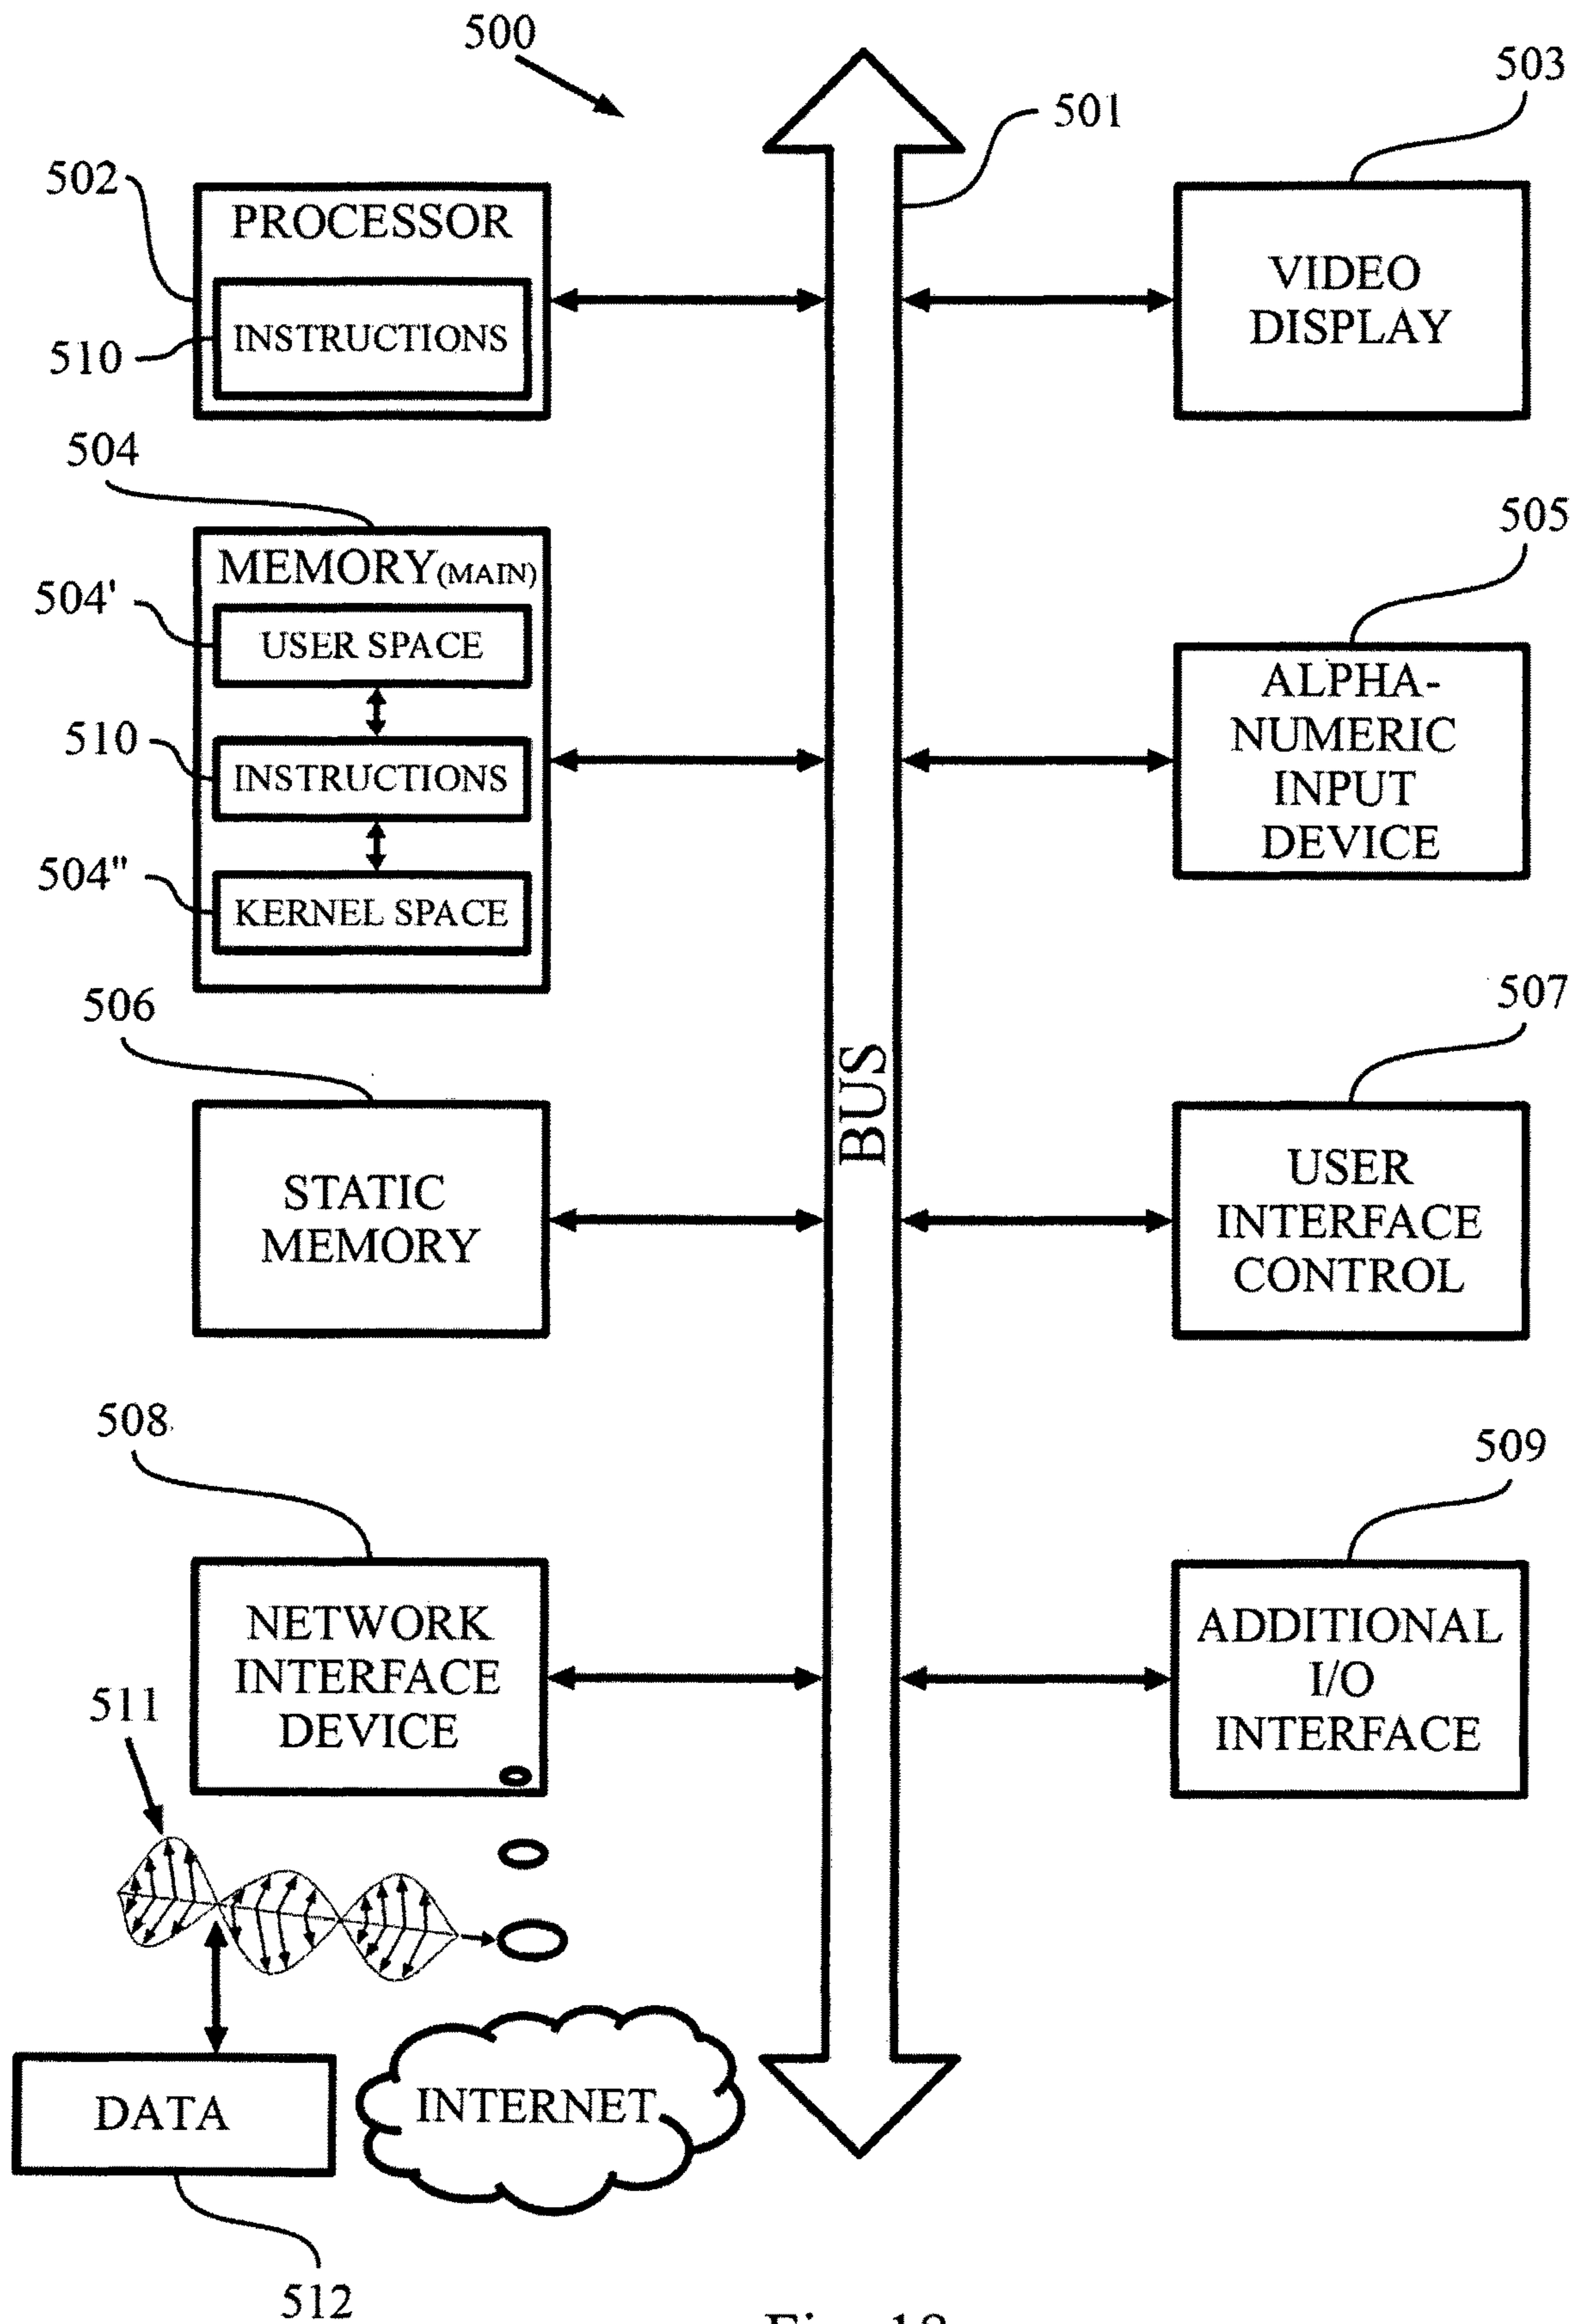 500
503
501
502
PROCESSOR
INSTRUCTIONS
510
VIDEO
DISPLAY
504
MEMORY(MAIN)
504'
USER SPACE
510
INSTRUCTIONS
504"
KERNEL SPACE
505
ALPHA-
NUMERIC
INPUT
DEVICE
506
STATIC
MEMORY
BUS
507
USER
INTERFACE
CONTROL
508
NETWORK
INTERFACE
DEVICE
509
ADDITIONAL
I/O
INTERFACE
511
DATA
INTERNET
512